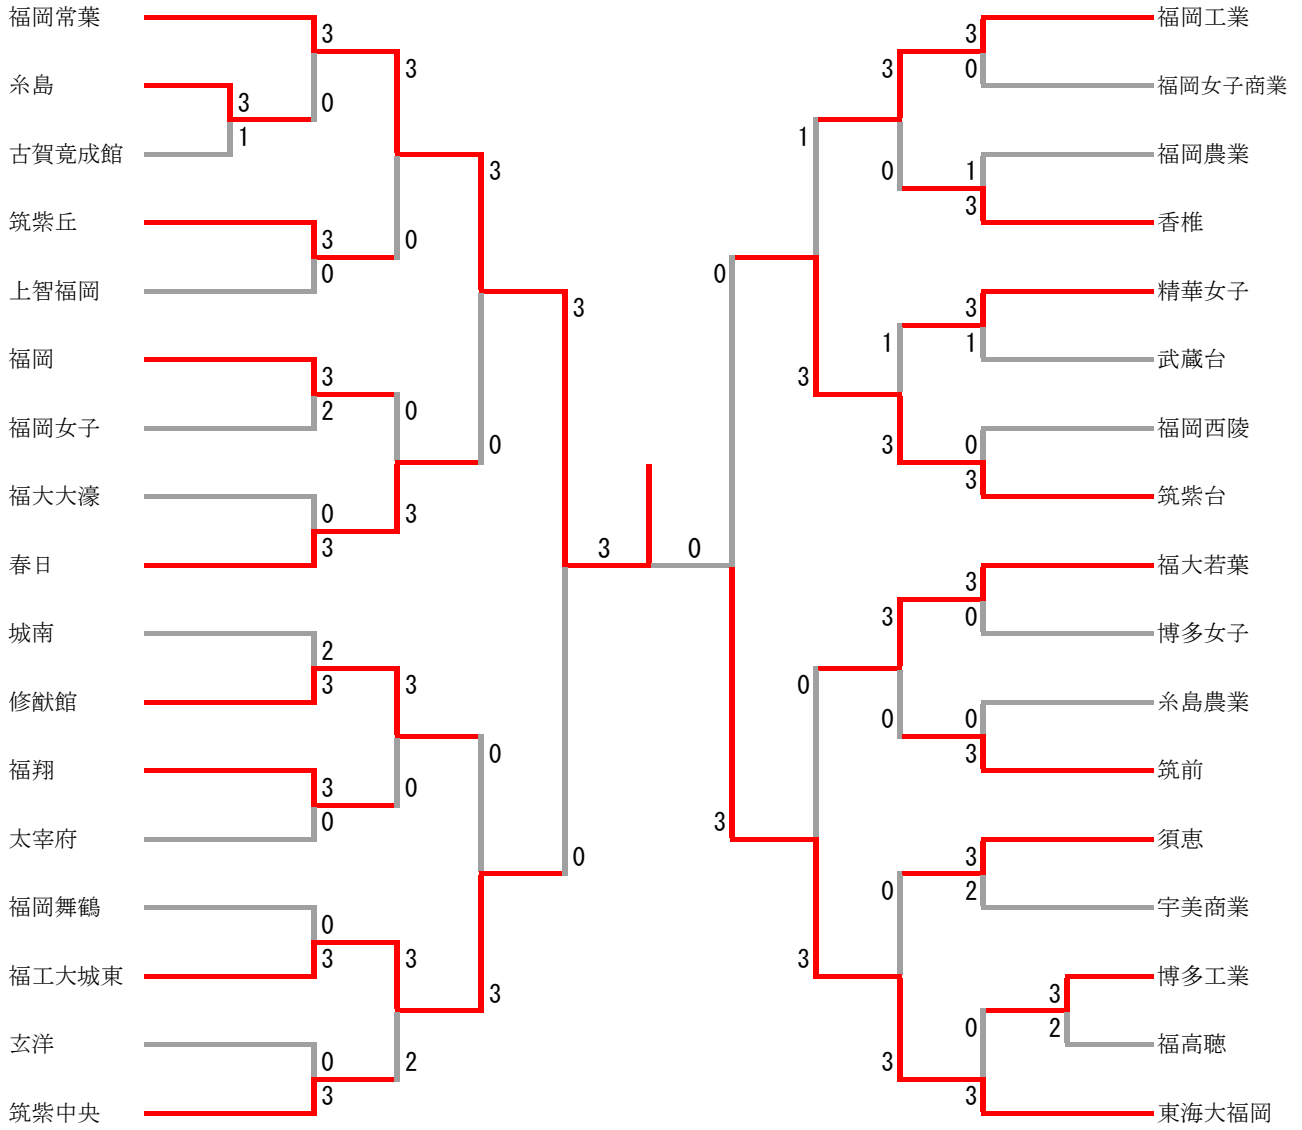 福岡常葉
糸島
古賀竟成館
筑紫丘
上智福岡
福岡
福岡女子
福大大濠
春日
城南
修猷館
福翔
太宰府
福岡舞鶴
福工大城東
玄洋
筑紫中央
3
1
3
0
3
0
3
2
0
3
2
3
3
0
0
3
0
3
3
0
0
3
3
0
3
2
3
0
0
3
3
0
3
0
0
3
1
3
0
3
3
0
1
3
3
0
0
3
0
3
3
0
1
3
3
1
0
3
3
0
0
3
3
2
0
3
3
2
福岡工業
福岡女子商業
福岡農業
香椎
精華女子
武蔵台
福岡西陵
筑紫台
福大若葉
博多女子
糸島農業
筑前
須恵
宇美商業
博多工業
福高聴
東海大福岡